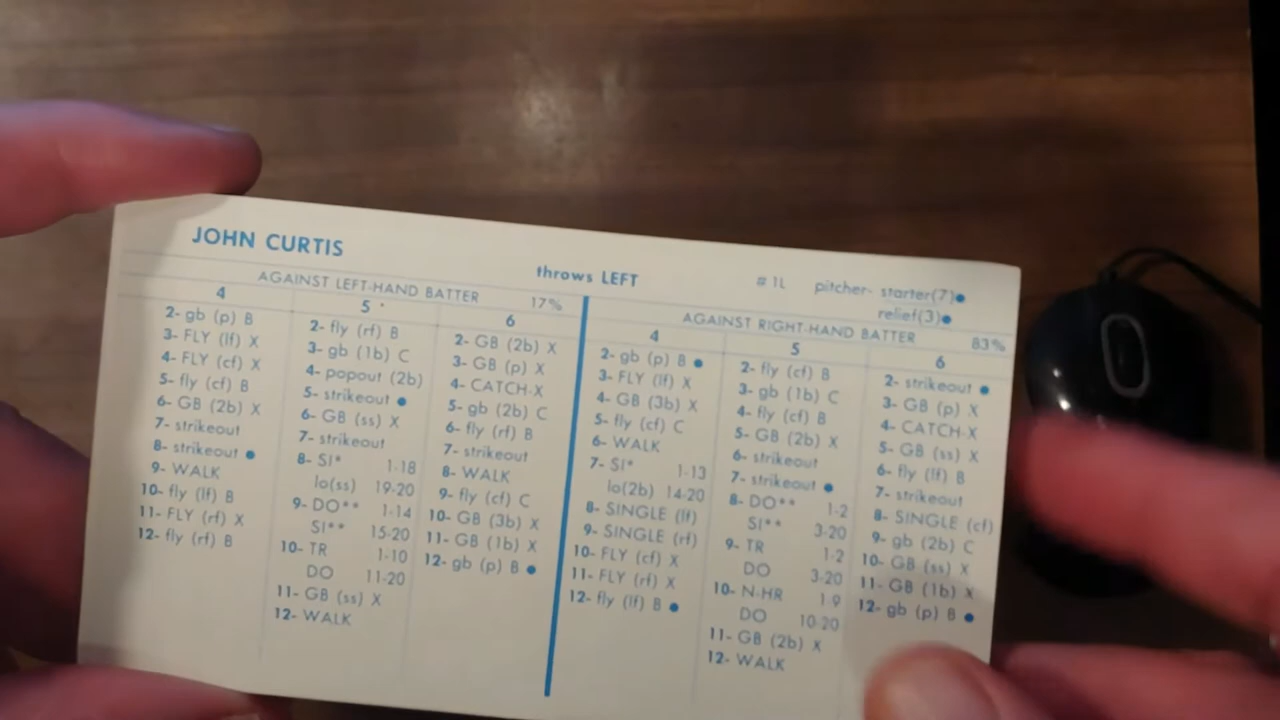 JOHN CURTIS
throws LEFT
# 1L pitcher- starter(7)●
relief(3)●
AGAINST LEFT-HAND BATTER 17%
4
2- gb (p) B
3- FLY (lf) X
4- FLY (cf) X
5- fly (cf) B
6- GB (2b) X
7- strikeout
8- strikeout ●
9- WALK
10- fly (lf) B
11- FLY (rf) X
12- fly (rf) B
5
2- fly (rf) B
3- gb (1b) C
4- popout (2b)
5- strikeout ●
6- GB (ss) X
7- strikeout
8- SI* 1-18
lo(ss) 19-20
9- DO** 1-14
SI** 15-20
10- TR 1-10
DO 11-20
11- GB (ss) X
12- WALK
6
2- GB (2b) X
3- GB (p) X
4- CATCH-X
5- gb (2b) C
6- fly (rf) B
7- strikeout
8- WALK
9- fly (cf) C
10- GB (3b) X
11- GB (1b) X
12- gb (p) B ●
AGAINST RIGHT-HAND BATTER 83%
4
2- gb (p) B ●
3- FLY (lf) X
4- GB (3b) X
5- fly (cf) C
6- WALK
7- SI* 1-13
lo(2b) 14-20
8- SINGLE (lf)
9- SINGLE (rf)
10- FLY (cf) X
11- FLY (rf) X
12- fly (lf) B ●
5
2- fly (cf) B
3- gb (1b) C
4- fly (cf) B
5- GB (2b) X
6- strikeout
7- strikeout ●
8- DO** 1-2
SI** 3-20
9- TR 1-2
DO 3-20
10- N-HR 1-9
DO 10-20
11- GB (2b) X
12- WALK
6
2- strikeout ●
3- GB (p) X
4- CATCH-X
5- GB (ss) X
6- fly (lf) B
7- strikeout
8- SINGLE (cf)
9- gb (2b) C
10- GB (ss) X
11- GB (1b) X
12- gb (p) B ●